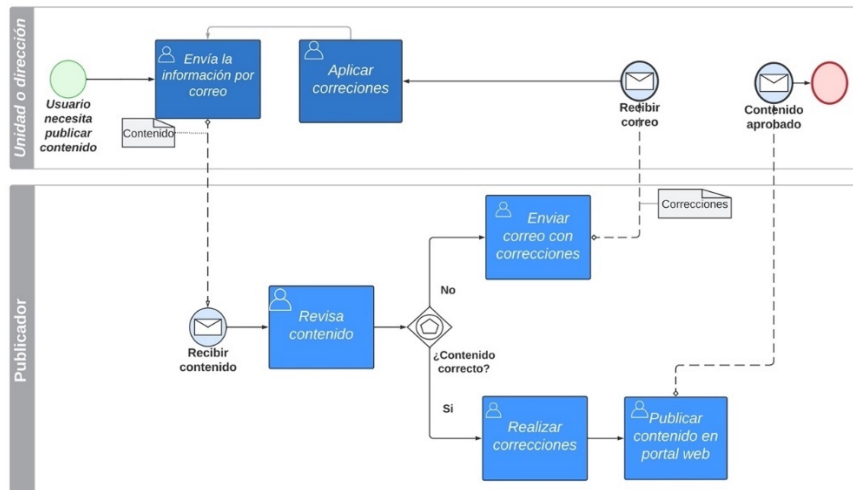 Unidad o dirección
Usuario
necesita
publicar
contenido
Envía la
información por
correo
Contenido
Aplicar
correciones
Recibir
correo
Contenido
aprobado
Publicador
Recibir
contenido
Revisa
contenido
¿Contenido
correcto?
No
Enviar
correo con
correcciones
Correcciones
Si
Realizar
correcciones
Publicar
contenido en
portal web